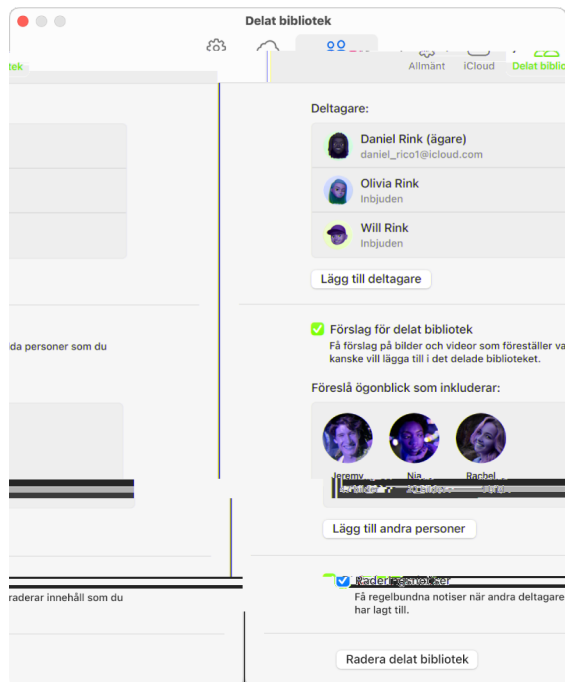 Delat bibliotek
tek
Allmänt
iCloud
Delat biblio
Deltagare:
Daniel Rink (ägare)
daniel_rico1@icloud.com
Olivia Rink
Inbjuden
Will Rink
Inbjuden
Lägg till deltagare
Förslag för delat bibliotek
Få förslag på bilder och videor som föreställer va
da personer som du
kanske vill lägga till i det delade biblioteket.
Föreslå ögonblick som inkluderar:
Jeremy
Nia
Rachel
Lägg till andra personer
Få regelbundna notiser när andra deltagare
raderar innehåll som du
har lagt till.
Radera delat bibliotek